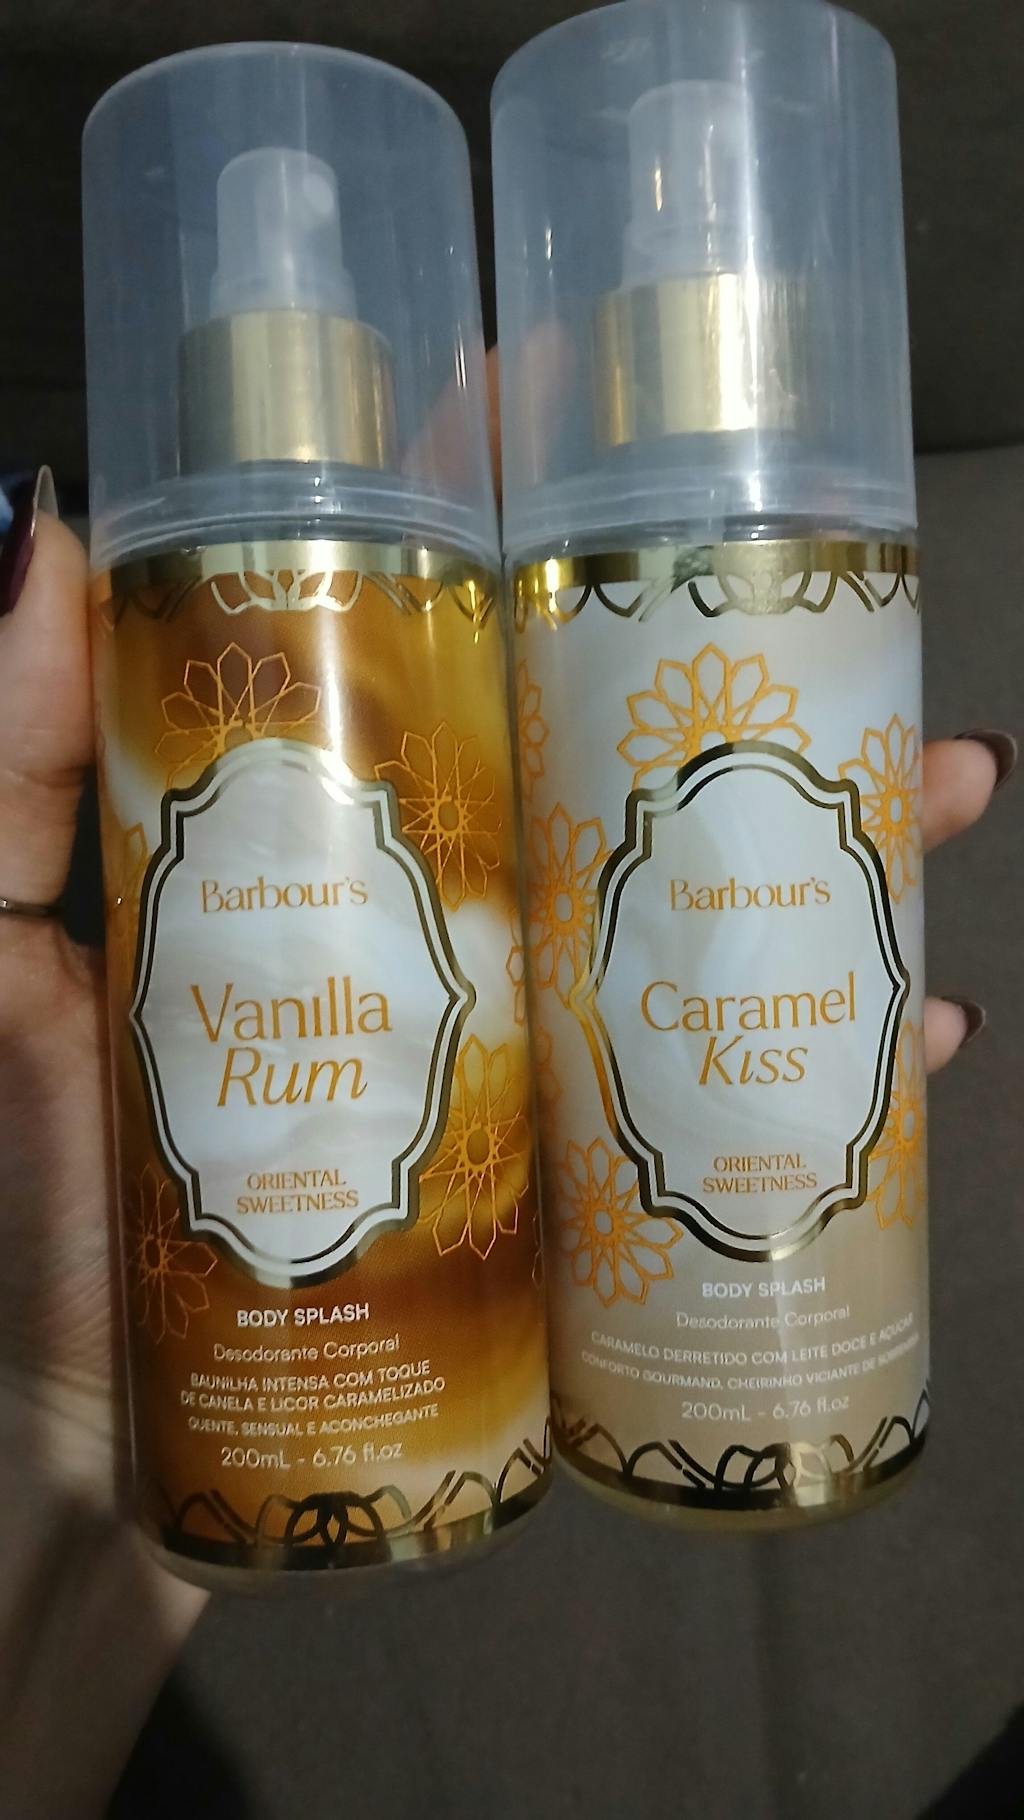 Barbour's
Vanilla
Rum
ORIENTAL
SWEETNESS
BODY SPLASH
Desodorante Corporal
BAUNILHA INTENSA COM TOQUE
DE CANELA E LICOR CARAMELIZADO
QUENTE, SENSUAL E ACONCHEGANTE
200mL - 6.76 fl.oz
Barbour's
Caramel
Kiss
ORIENTAL
SWEETNESS
BODY SPLASH
Desodorante Corporal
CARAMELO DERRETIDO COM LEITE DOCE E AÇÚCAR
CONFORTO GOURMAND, CHEIRINHO VICIANTE DE SOBREMESA
200mL - 6.76 fl.oz